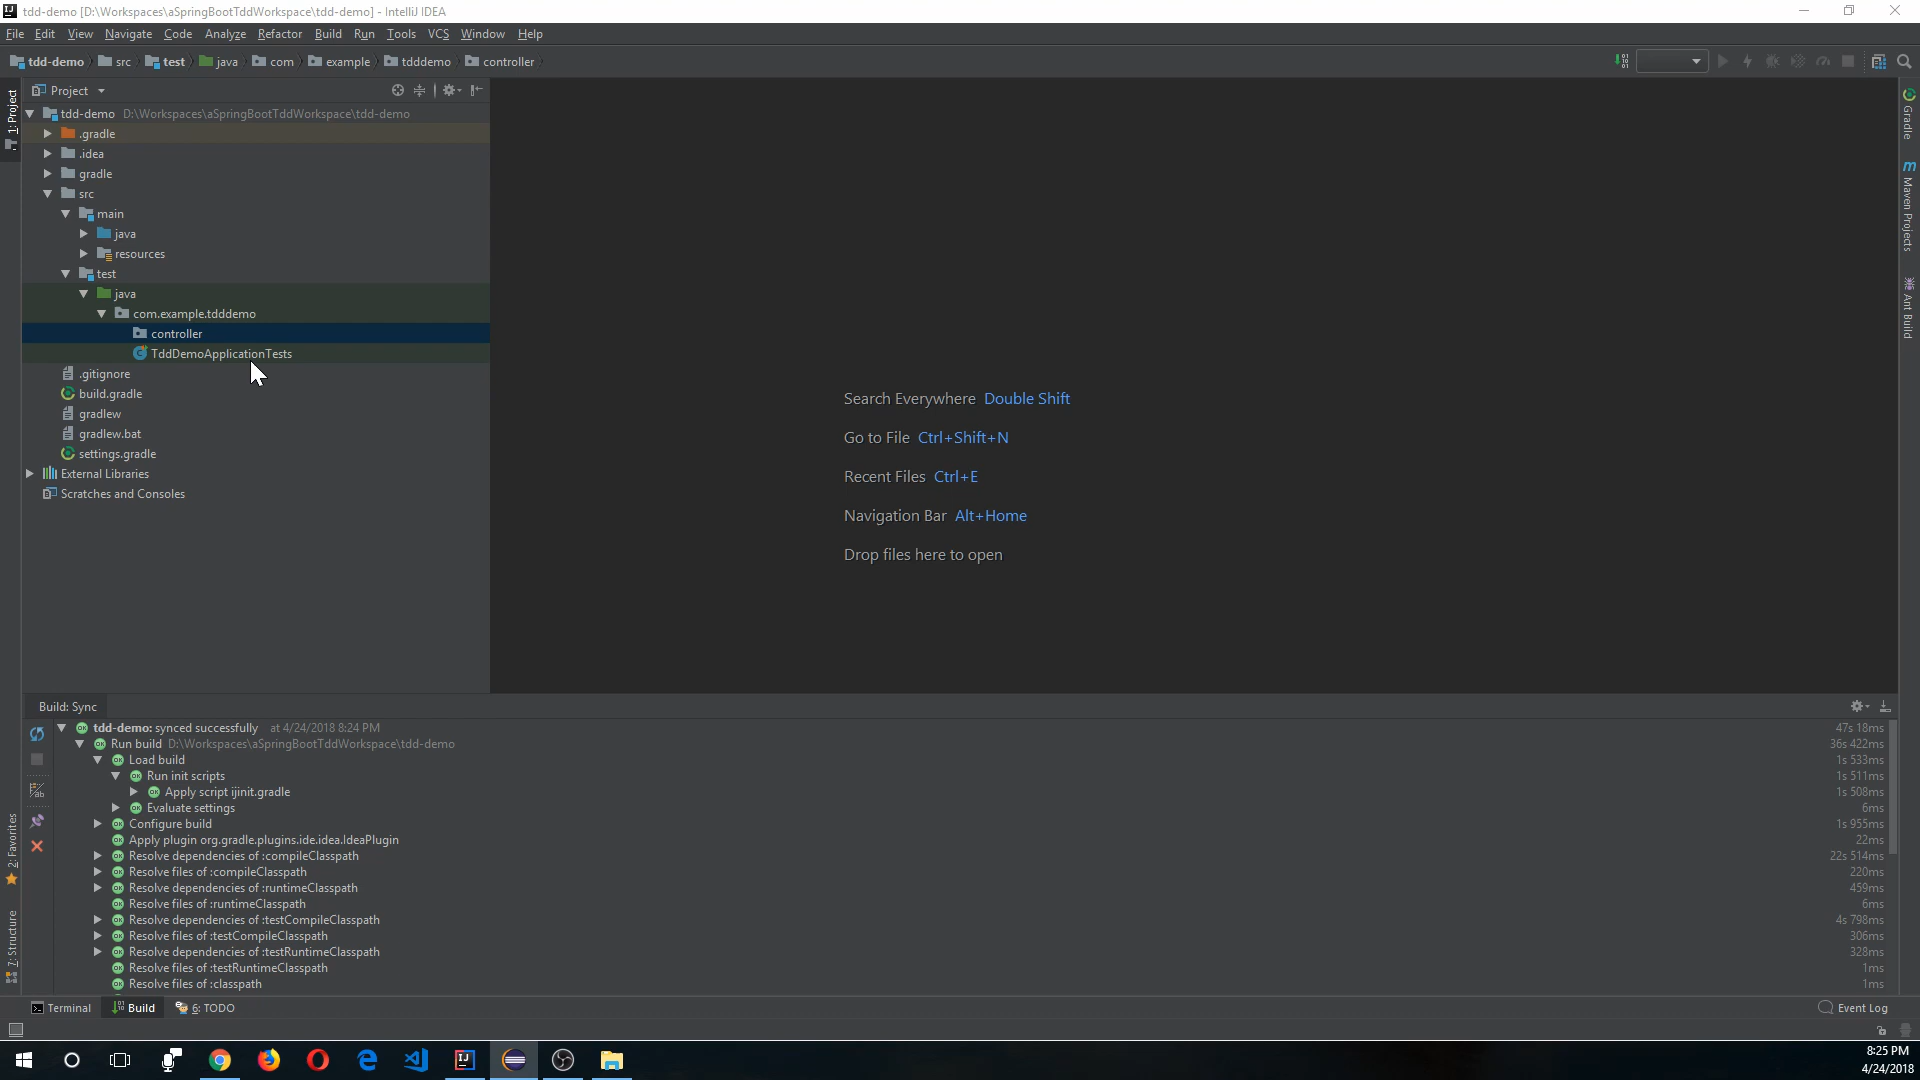 tdd-demo [D:\Workspaces\aSpringBootTddWorkspace\tdd-demo] - IntelliJ IDEA
File Edit View Navigate Code Analyze Refactor Build Run Tools VCS Window Help
tdd-demo src test java com example tdddemo controller
Project
1: Project
tdd-demo D:\Workspaces\aSpringBootTddWorkspace\tdd-demo
.gradle
.idea
gradle
src
main
java
resources
test
java
com.example.tdddemo
controller
TddDemoApplicationTests
.gitignore
build.gradle
gradlew
gradlew.bat
settings.gradle
External Libraries
Scratches and Consoles
Search Everywhere Double Shift
Go to File Ctrl+Shift+N
Recent Files Ctrl+E
Navigation Bar Alt+Home
Drop files here to open
Gradle
Maven Projects
Ant Build
Build: Sync
tdd-demo: synced successfully at 4/24/2018 8:24 PM 47s 18ms
Run build D:\Workspaces\aSpringBootTddWorkspace\tdd-demo 36s 422ms
Load build 1s 533ms
Run init scripts 1s 511ms
Apply script ijinit.gradle 1s 508ms
Evaluate settings 6ms
Configure build 1s 955ms
Apply plugin org.gradle.plugins.ide.idea.IdeaPlugin 22ms
Resolve dependencies of :compileClasspath 22s 514ms
Resolve files of :compileClasspath 220ms
Resolve dependencies of :runtimeClasspath 459ms
Resolve files of :runtimeClasspath 6ms
Resolve dependencies of :testCompileClasspath 4s 798ms
Resolve files of :testCompileClasspath 306ms
Resolve dependencies of :testRuntimeClasspath 328ms
Resolve files of :testRuntimeClasspath 1ms
Resolve files of :classpath 1ms
2: Favorites
7: Structure
Terminal Build 6: TODO Event Log
8:25 PM
4/24/2018